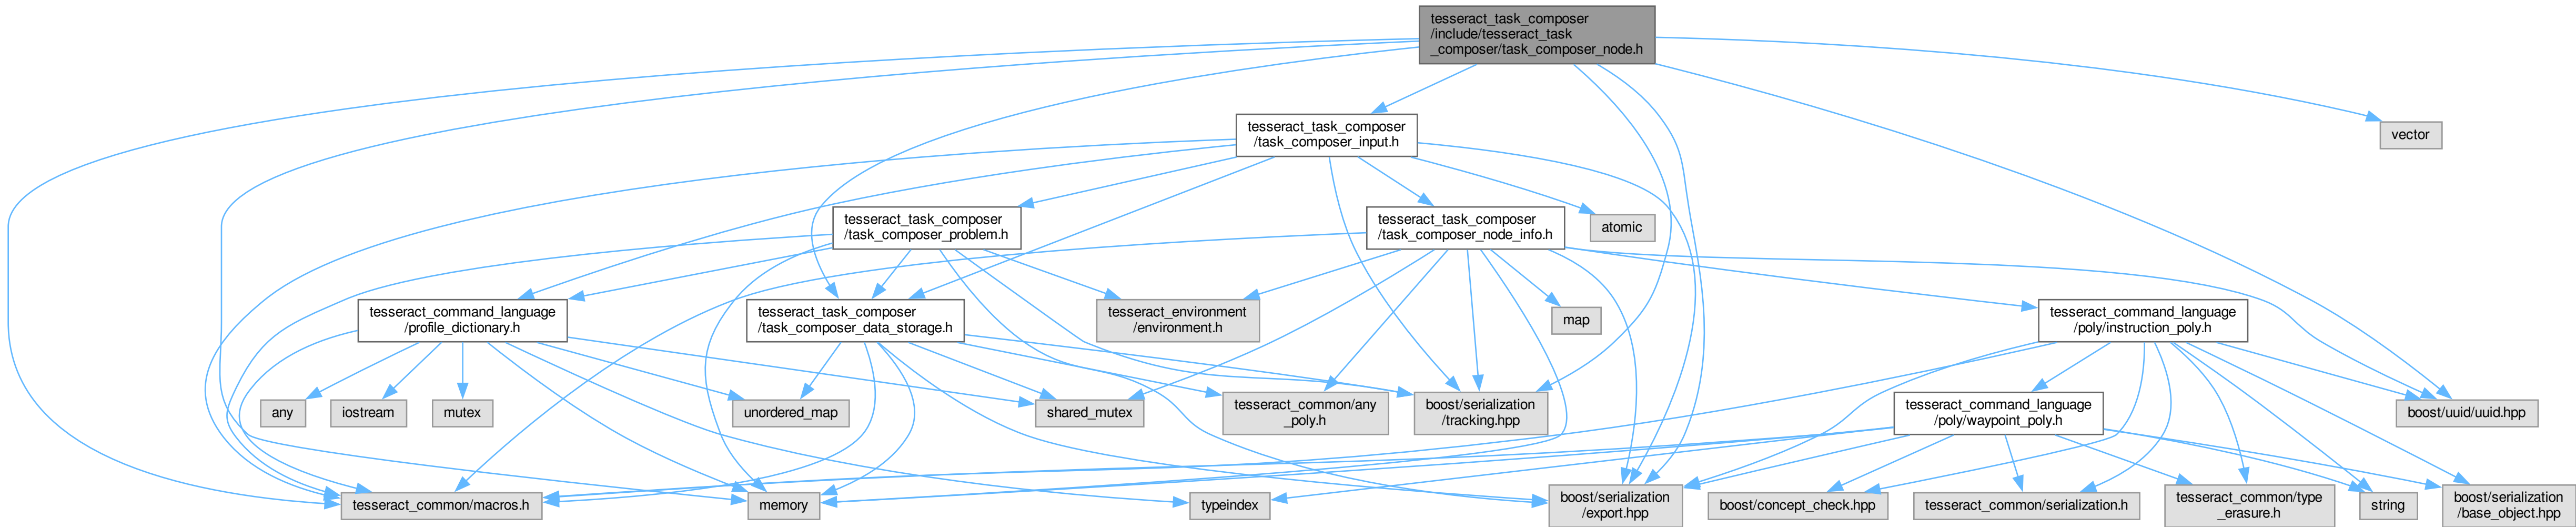 tesseract_task_composer
/include/tesseract_task
_composer/task_composer_node.h
tesseract_task_composer
/task_composer_input.h
vector
tesseract_task_composer
/task_composer_problem.h
tesseract_task_composer
/task_composer_node_info.h
atomic
tesseract_command_language
/profile_dictionary.h
tesseract_task_composer
/task_composer_data_storage.h
tesseract_environment
/environment.h
map
tesseract_command_language
/poly/instruction_poly.h
any
iostream
mutex
unordered_map
shared_mutex
tesseract_common/any
_poly.h
boost/serialization
/tracking.hpp
tesseract_command_language
/poly/waypoint_poly.h
boost/uuid/uuid.hpp
tesseract_common/macros.h
memory
typeindex
boost/serialization
/export.hpp
boost/concept_check.hpp
tesseract_common/serialization.h
tesseract_common/type
_erasure.h
string
boost/serialization
/base_object.hpp